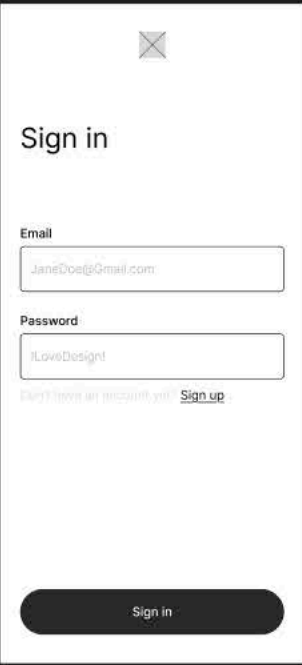 Sign in
Email
JaneDoe@Gmail.com
Password
ILoveDesign!
Don't have an account yet? Sign up
Sign in